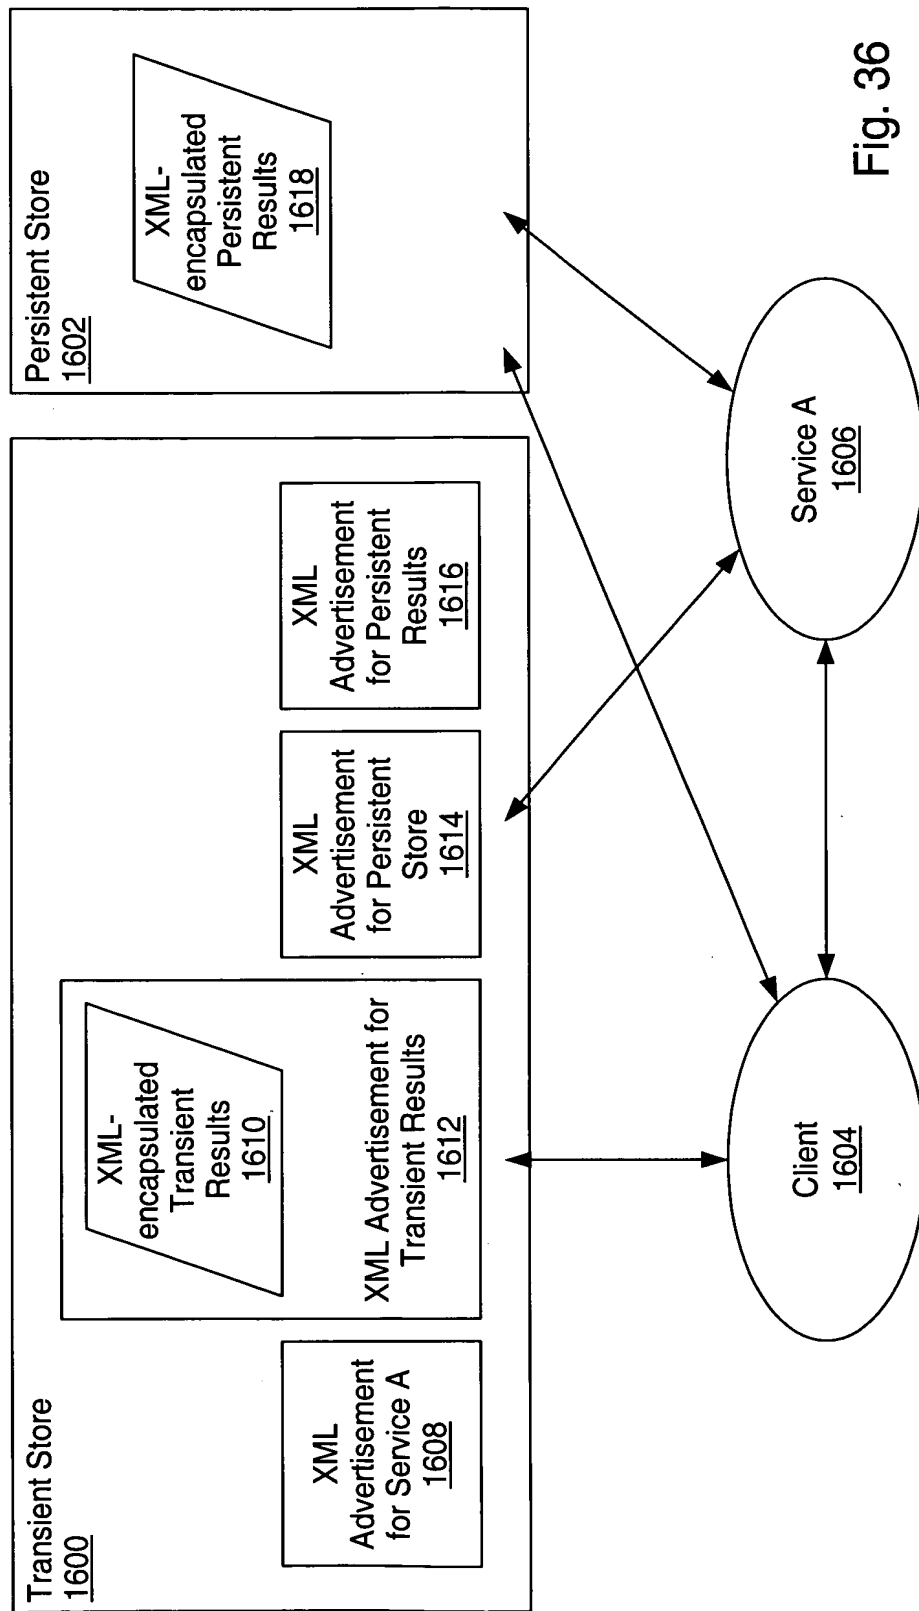 Transient Store
1600
XML
Advertisement
for Service A
1608
XML-
encapsulated
Transient
Results
1610
XML Advertisement for
Transient Results
1612
XML
Advertisement
for Persistent
Store
1614
XML
Advertisement
for Persistent
Results
1616
Persistent Store
1602
XML-
encapsulated
Persistent
Results
1618
Client
1604
Service A
1606
Fig. 36